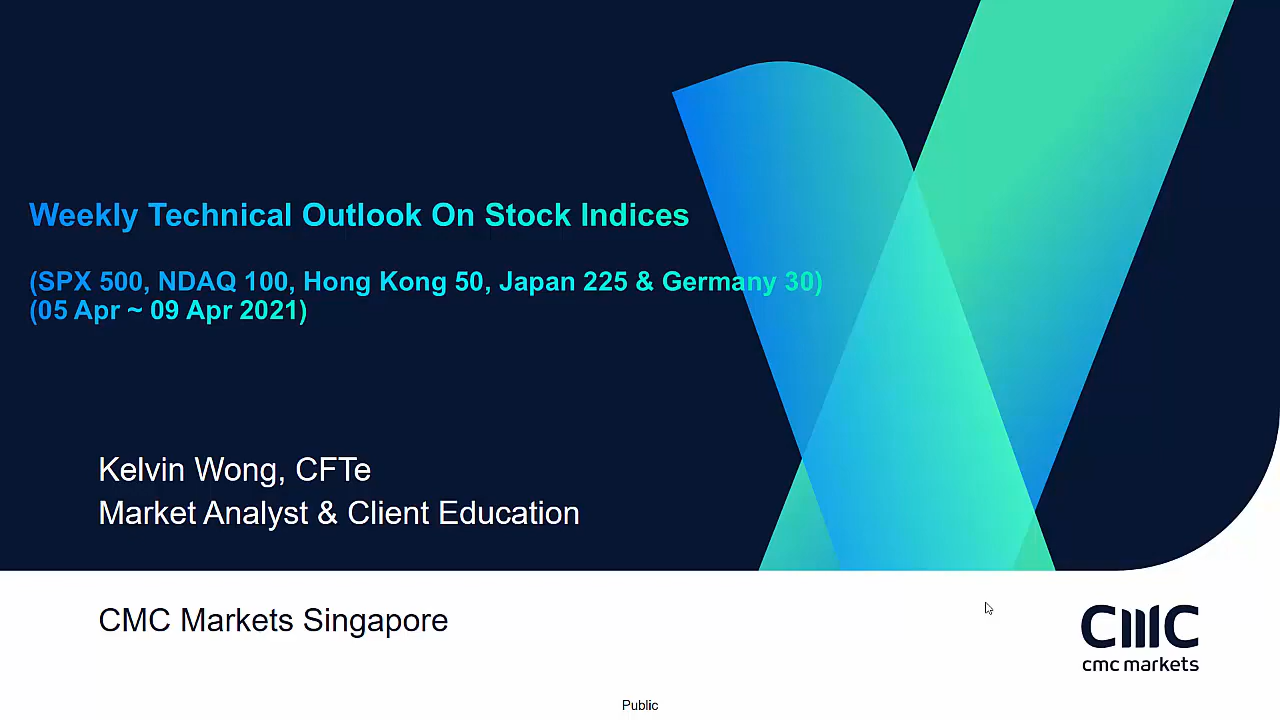 Weekly Technical Outlook On Stock Indices
(SPX 500, NDAQ 100, Hong Kong 50, Japan 225 & Germany 30)
(05 Apr ~ 09 Apr 2021)
Kelvin Wong, CFTe
Market Analyst & Client Education
CMC Markets Singapore
CMC
cmc markets
Public